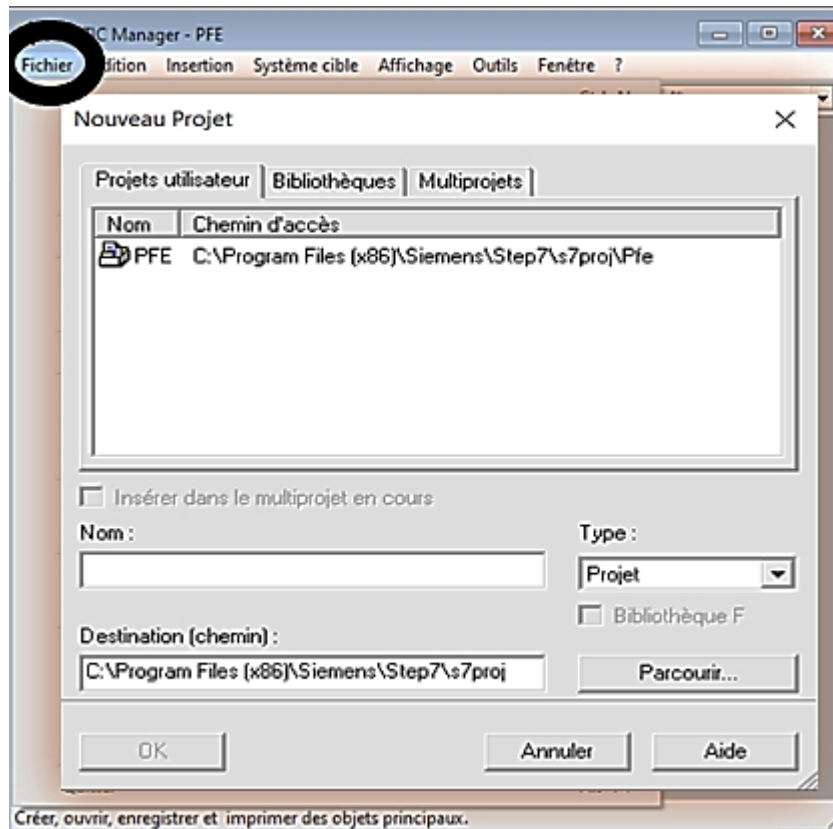 C Manager - PFE
Fichier dition Insertion Système cible Affichage Outils Fenêtre ?
Nouveau Projet
Projets utilisateur Bibliothèques Multiprojets
Nom Chemin d'accès
PFE C:\Program Files (x86)\Siemens\Step7\s7proj\Pfe
Insérer dans le multiprojet en cours
Nom :
Type :
Projet
Bibliothèque F
Destination (chemin) :
C:\Program Files (x86)\Siemens\Step7\s7proj
Parcourir...
OK Annuler Aide
Créer, ouvrir, enregistrer et imprimer des objets principaux.